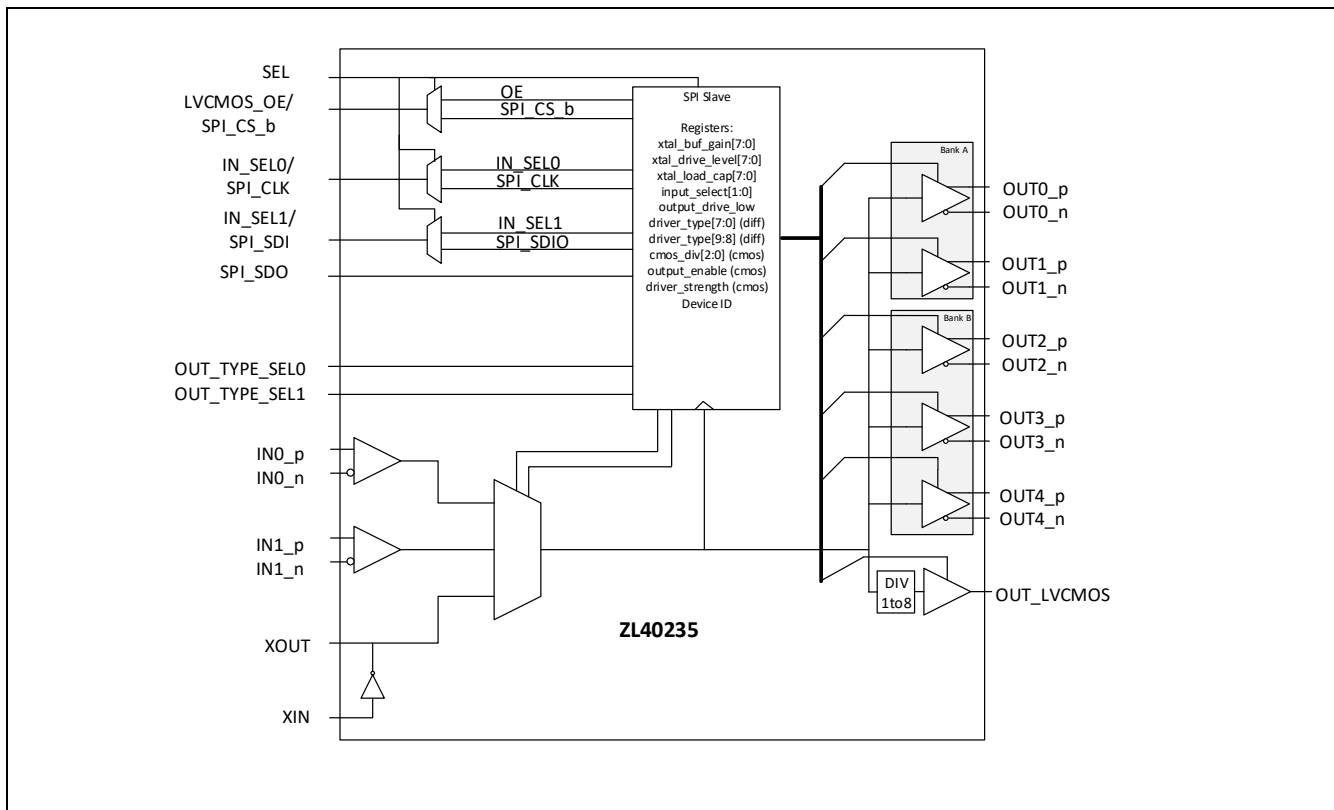 SEL
LVCMOS_OE/
SPI_CS_b
IN_SEL0/
SPI_CLK
IN_SEL1/
SPI_SDI
SPI_SDO
OUT_TYPE_SEL0
OUT_TYPE_SEL1
IN0_p
IN0_n
IN1_p
IN1_n
XOUT
XIN
OE
SPI_CS_b
IN_SEL0
SPI_CLK
IN_SEL1
SPI_SDIO
SPI Slave
Registers:
xtal_buf_gain[7:0]
xtal_drive_level[7:0]
xtal_load_cap[7:0]
input_select[1:0]
output_drive_low
driver_type[7:0] (diff)
driver_type[9:8] (diff)
cmos_div[2:0] (cmos)
output_enable (cmos)
driver_strength (cmos)
Device ID
Bank A
OUT0_p
OUT0_n
OUT1_p
OUT1_n
Bank B
OUT2_p
OUT2_n
OUT3_p
OUT3_n
OUT4_p
OUT4_n
DIV
1to8
OUT_LVCMOS
ZL40235